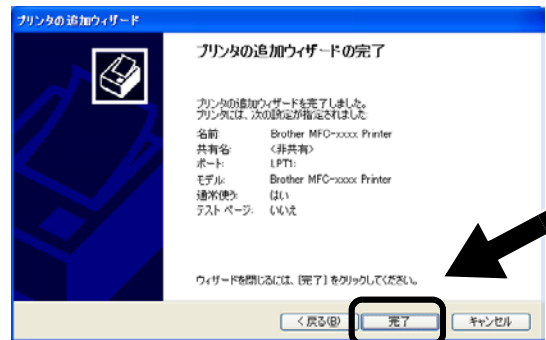 プリンタの追加ウィザード
プリンタの追加ウィザードの完了
プリンタの追加ウィザードを完了しました。
プリンタには、次の設定が指定されました
名前: Brother MFC-xxxx Printer
共有名: <非共有>
ポート: LPT1:
モデル: Brother MFC-xxxx Printer
通常使う: はい
テスト ページ: いいえ
ウィザードを閉じるには、[完了] をクリックしてください。
< 戻る(B) 完了 キャンセル